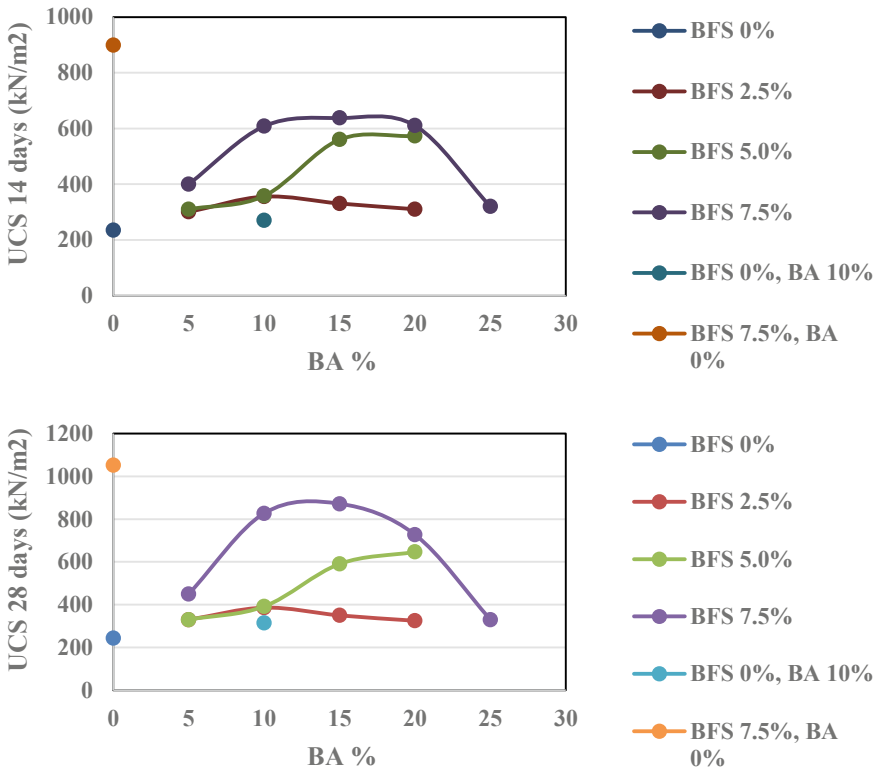 UCS 14 days (kN/m2)
1000
800
600
400
200
0
0 5 10 15 20 25 30
BA %
BFS 0%
BFS 2.5%
BFS 5.0%
BFS 7.5%
BFS 0%, BA 10%
BFS 7.5%, BA
0%
UCS 28 days (kN/m2)
1200
1000
800
600
400
200
0
0 5 10 15 20 25 30
BA %
BFS 0%
BFS 2.5%
BFS 5.0%
BFS 7.5%
BFS 0%, BA 10%
BFS 7.5%, BA
0%